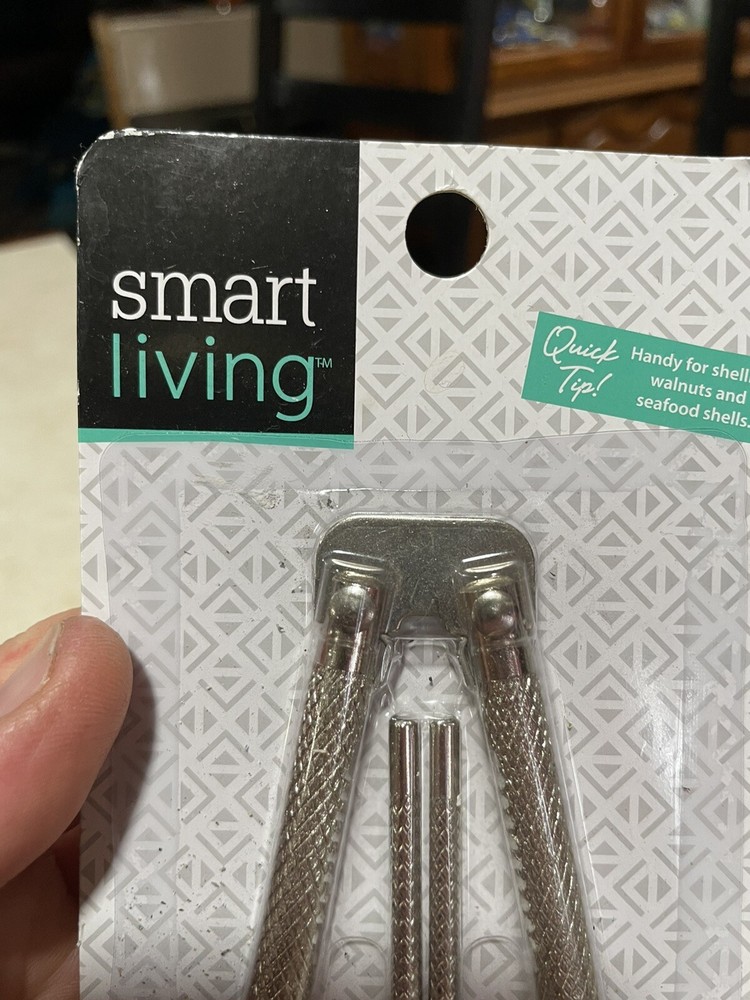 smart
living™
Quick
Tip!
Handy for shell
walnuts and
seafood shells.